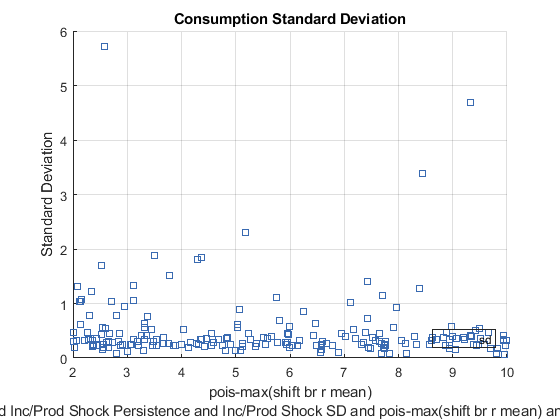 Consumption Standard Deviation
Standard Deviation
6
5
4
3
2
1
0
2 3 4 5 6 7 8 9 10
pois-max(shift br r mean)
d Inc/Prod Shock Persistence and Inc/Prod Shock SD and pois-max(shift br r mean) an